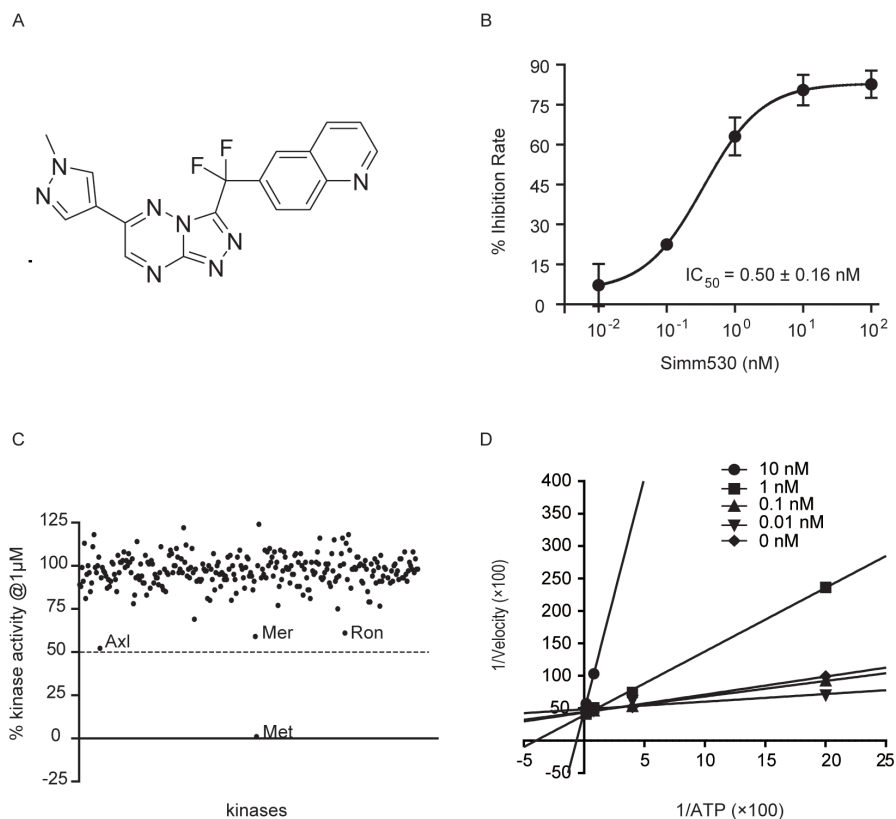 A
F
F
N
N
N
N
N
N
N
N
B
% Ihibition Rate
90
75
60
45
30
15
0
IC50 = 0.50 ± 0.16 nM
10-2
10-1
100
101
102
Simm530 (nM)
C
% kinase activity @1μM
125
100
75
50
25
0
-25
Axl
Mer
Ron
Met
kinases
D
10 nM
1 nM
0.1 nM
0.01 nM
0 nM
1/Velocity (×100)
400
350
300
250
200
150
100
50
-50
-5
5
10
15
20
25
1/ATP (×100)